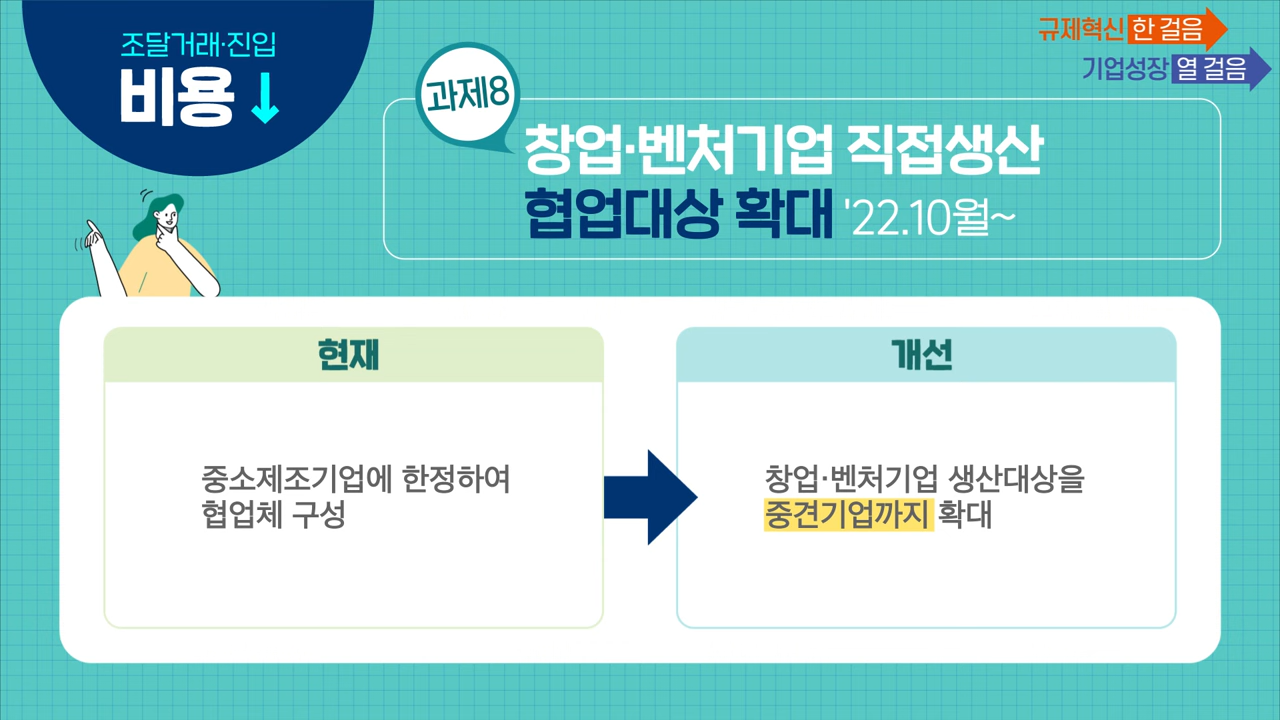 조달거래·진입
비용↓
규제혁신 한 걸음
기업성장 열 걸음
과제8
창업·벤처기업 직접생산
협업대상 확대 '22.10월~
현재
중소제조기업에 한정하여
협업체 구성
개선
창업·벤처기업 생산대상을
중견기업까지 확대